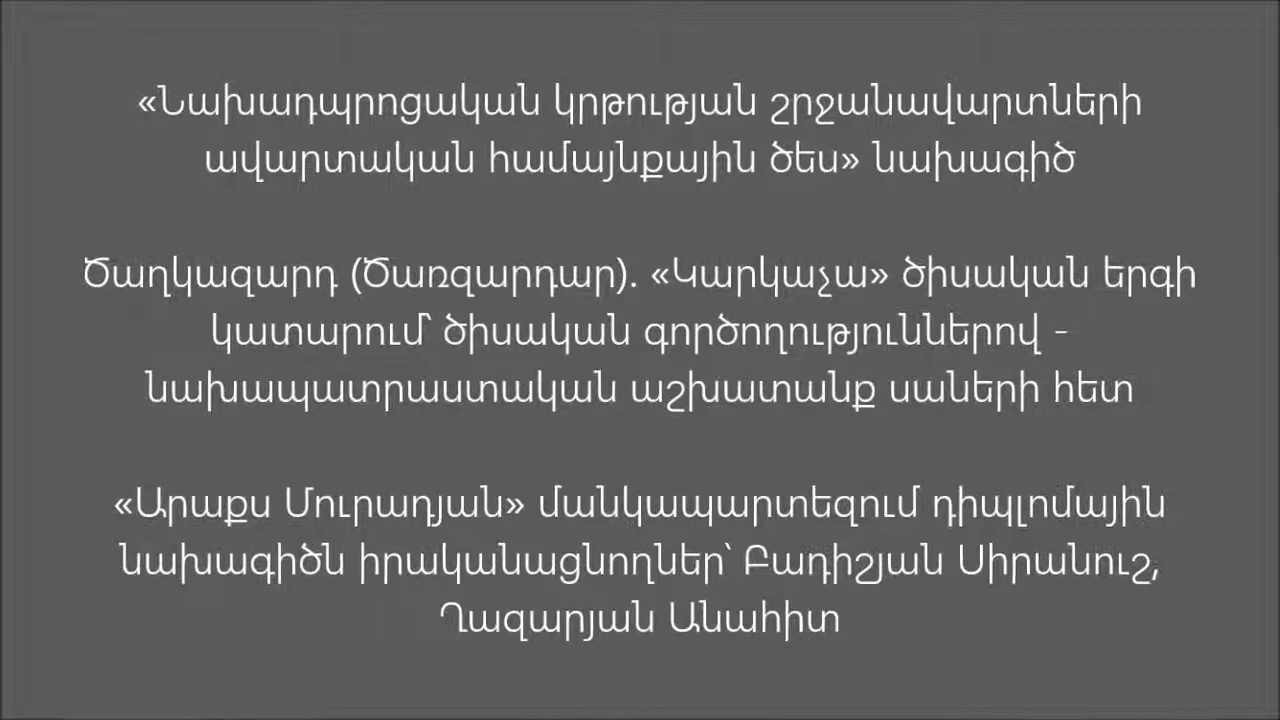 «Նախադպրոցական կրթության շրջանավարտների
ավարտական համայնքային ծես» նախագիծ
Ծաղկազարդ (Ծառզարդար). «Կարկաչա» ծիսական երգի
կատարում՝ ծիսական գործողություններով -
նախապատրաստական աշխատանք սաների հետ
«Արաքս Մուրադյան» մանկապարտեզում դիպլոմային
նախագիծն իրականացնողներ՝ Բադիշյան Սիրանուշ,
Ղազարյան Անահիտ